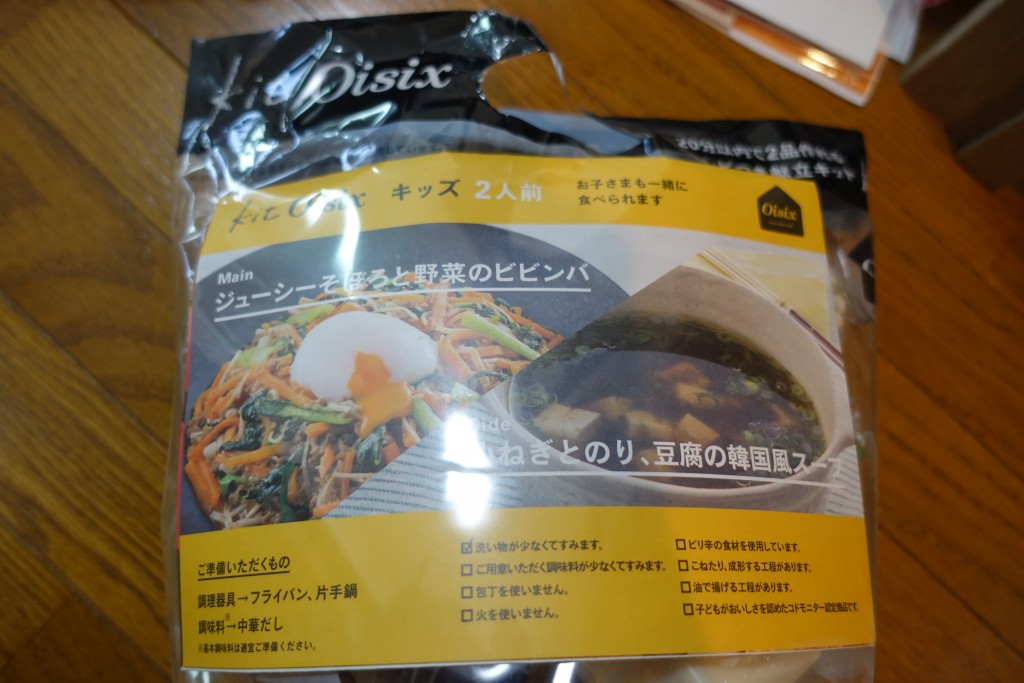 Kit Oisix
20分以内で2品作れる
献立キット
Kit Oisix キッズ 2人前
お子さまも一緒に
食べられます
Oisix
Main
ジューシーそぼろと野菜のビビンバ
Side
ねぎとのり、豆腐の韓国風スープ
ご準備いただくもの
調理器具→フライパン、片手鍋
調味料※→中華だし
※基本調味料は適宜ご準備ください。
☑洗い物が少なくてすみます。
☐ご用意いただく調味料が少なくてすみます。
☐包丁を使いません。
☐火を使いません。
☐ピリ辛の食材を使用しています。
☐こねたり、成形する工程があります。
☐油で揚げる工程があります。
☐子どもがおいしさを認めたコドモニター認定商品です。